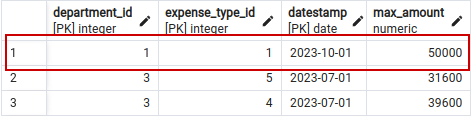 department_id expense_type_id datestamp max_amount
[PK] integer [PK] integer [PK] date numeric
1 1 1 2023-10-01 50000
2 3 5 2023-07-01 31600
3 3 4 2023-07-01 39600